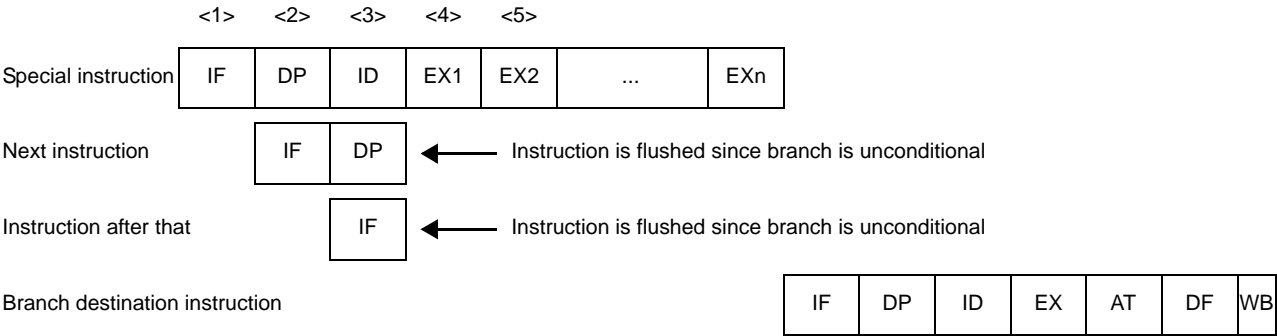 <1> <2> <3> <4> <5>
Special instruction IF DP ID EX1 EX2 ... EXn
Next instruction IF DP Instruction is flushed since branch is unconditional
Instruction after that IF Instruction is flushed since branch is unconditional
Branch destination instruction IF DP ID EX AT DF WB